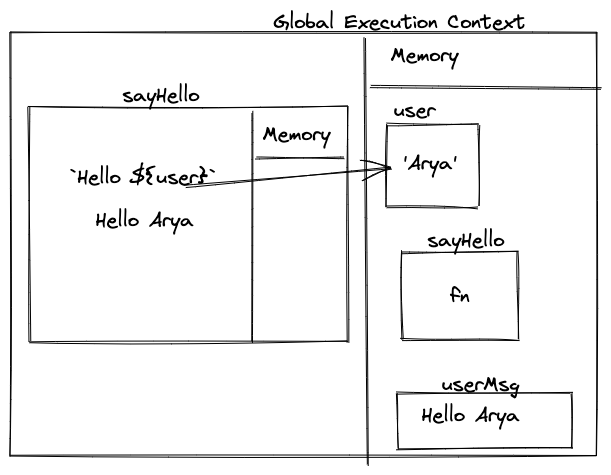 Global Execution Context
sayHello
Memory
`Hello ${user}`
Hello Arya
Memory
user
'Arya'
sayHello
fn
userMsg
Hello Arya